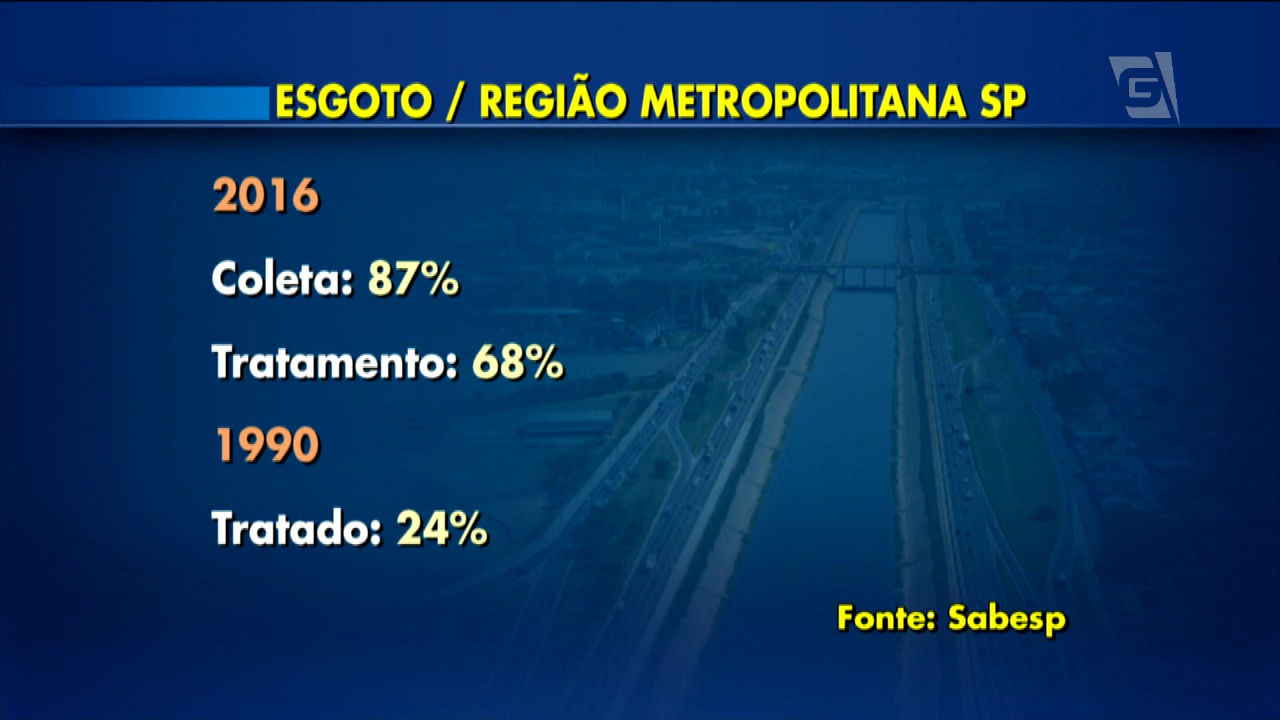 ESGOTO / REGIÃO METROPOLITANA SP
2016
Coleta: 87%
Tratamento: 68%
1990
Tratado: 24%
Fonte: Sabesp